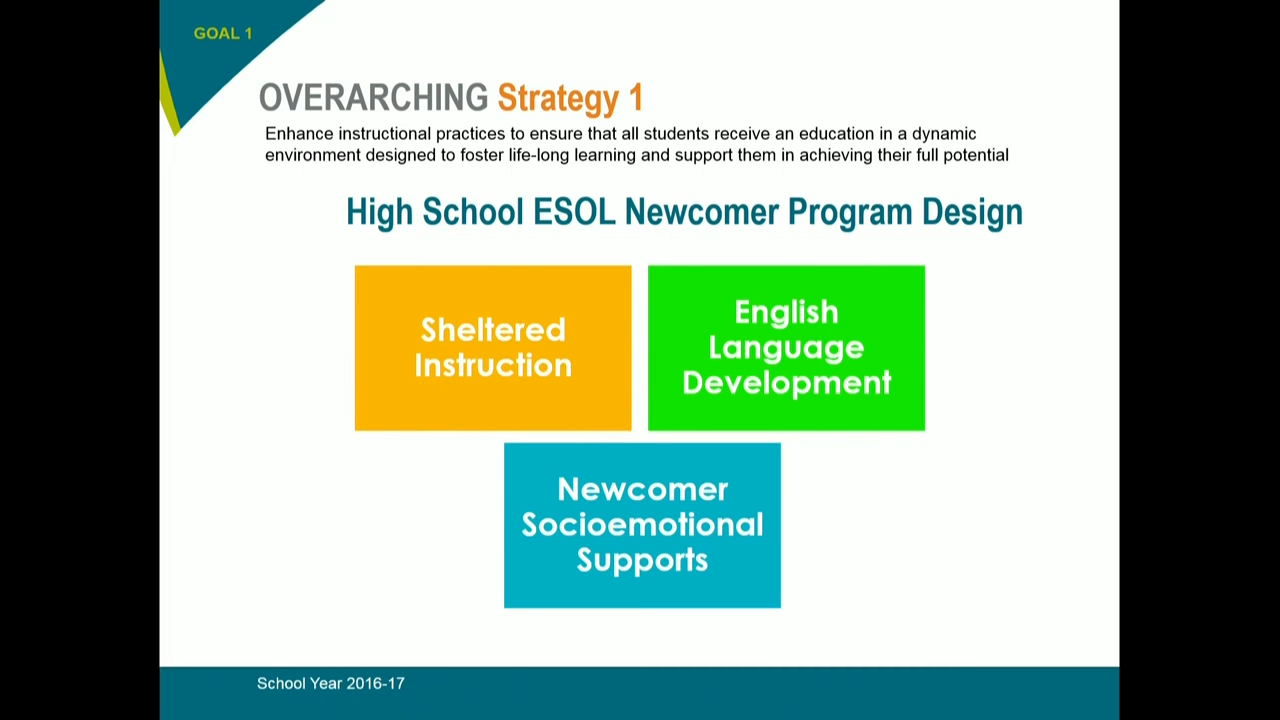 GOAL 1
OVERARCHING Strategy 1
Enhance instructional practices to ensure that all students receive an education in a dynamic
environment designed to foster life-long learning and support them in achieving their full potential
High School ESOL Newcomer Program Design
Sheltered
Instruction
English
Language
Development
Newcomer
Socioemotional
Supports
School Year 2016-17